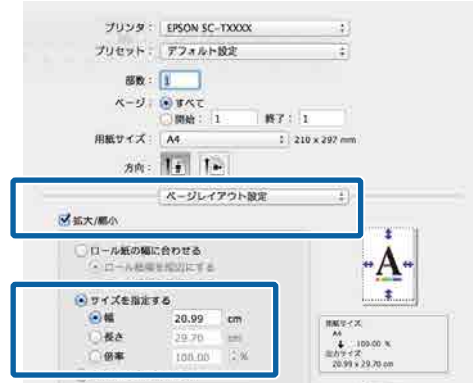 プリンタ： EPSON SC-TXXXX
プリセット： デフォルト設定
部数： 1
ページ： すべて
開始： 1 終了： 1
用紙サイズ： A4 210 x 297 mm
方向：
ページレイアウト設定
拡大/縮小
ロール紙の幅に合わせる
ロール紙幅を短辺にする
サイズを指定する
幅 20.99 cm
長さ 29.70 cm
倍率 100.00 %
A
用紙サイズ
A4
100.00 %
出力サイズ
20.99 x 29.70 cm